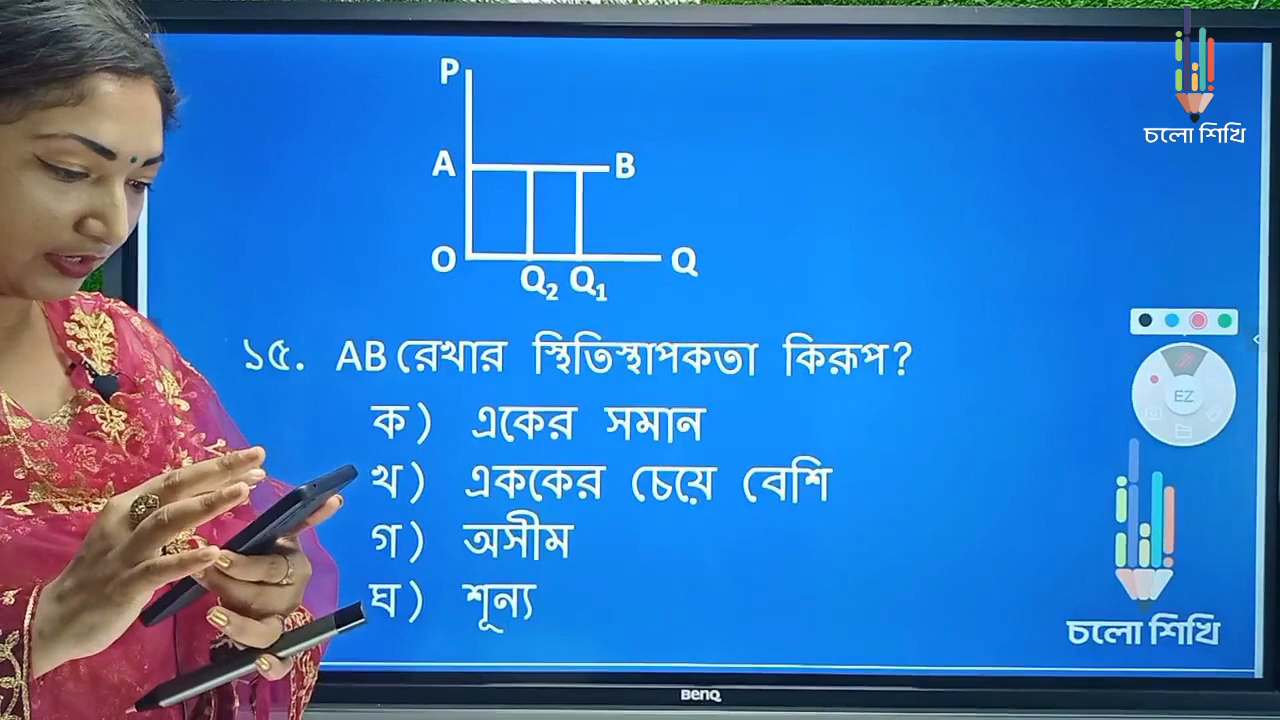 চলো শিখি
P
A B
O Q
Q2 Q1
১৫. AB রেখার স্থিতিস্থাপকতা কিরূপ?
ক) একের সমান
খ) এককের চেয়ে বেশি
গ) অসীম
ঘ) শূন্য
EZ
চলো শিখি
BenQ